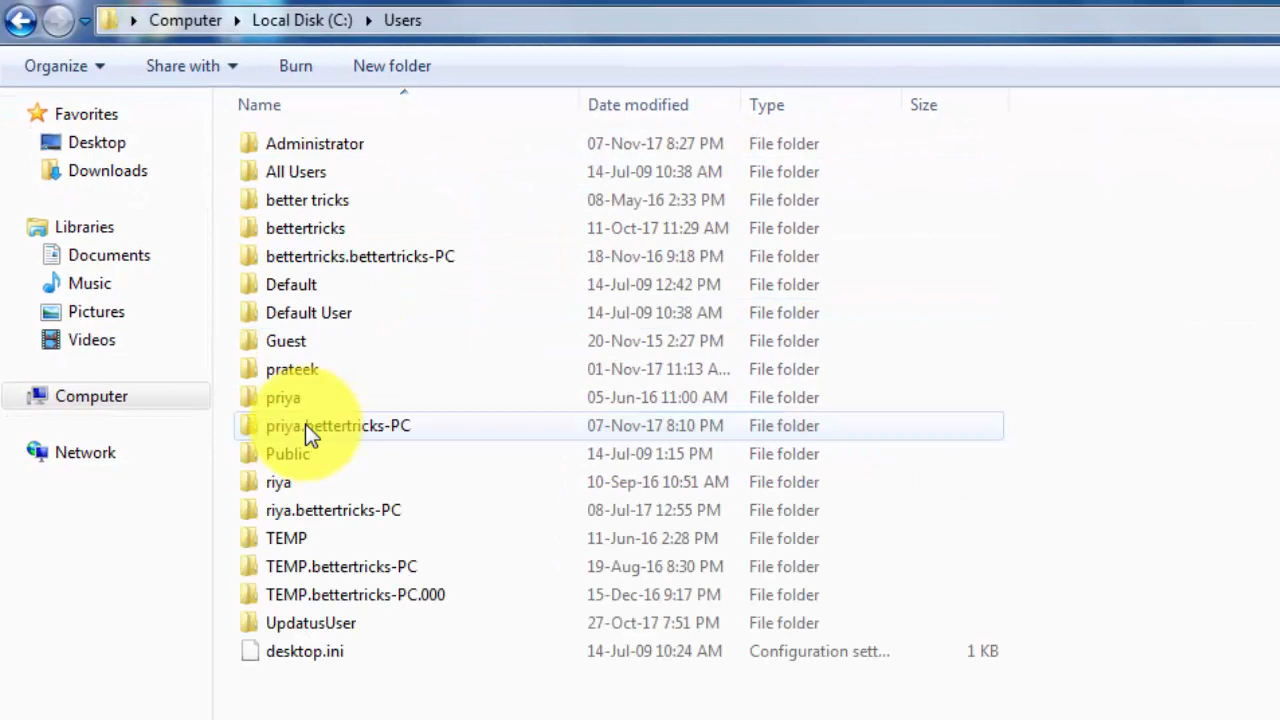 Computer Local Disk (C:) Users
Organize Share with Burn New folder
Favorites
Desktop
Downloads
Libraries
Documents
Music
Pictures
Videos
Computer
Network
Name Date modified Type Size
Administrator 07-Nov-17 8:27 PM File folder
All Users 14-Jul-09 10:38 AM File folder
better tricks 08-May-16 2:33 PM File folder
bettertricks 11-Oct-17 11:29 AM File folder
bettertricks.bettertricks-PC 18-Nov-16 9:18 PM File folder
Default 14-Jul-09 12:42 PM File folder
Default User 14-Jul-09 10:38 AM File folder
Guest 20-Nov-15 2:27 PM File folder
prateek 01-Nov-17 11:13 A... File folder
priya 05-Jun-16 11:00 AM File folder
priya.bettertricks-PC 07-Nov-17 8:10 PM File folder
Public 14-Jul-09 1:15 PM File folder
riya 10-Sep-16 10:51 AM File folder
riya.bettertricks-PC 08-Jul-17 12:55 PM File folder
TEMP 11-Jun-16 2:28 PM File folder
TEMP.bettertricks-PC 19-Aug-16 8:30 PM File folder
TEMP.bettertricks-PC.000 15-Dec-16 9:17 PM File folder
UpdatusUser 27-Oct-17 7:51 PM File folder
desktop.ini 14-Jul-09 10:24 AM Configuration sett... 1 KB